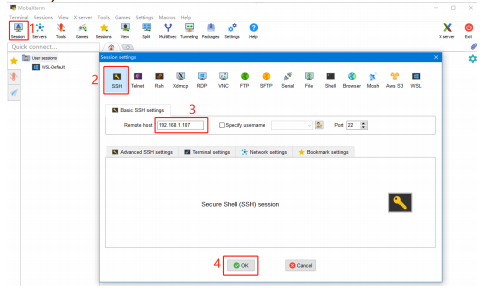 MobaXterm
Terminal Sessions View X server Tools Games Settings Macros Help
Session Servers Tools Games Sessions View Split MultiExec Tunneling Packages Settings Help X server Exit
1
Quick connect...
User sessions
WSL-Default
Session settings
2
SSH Telnet Rsh Xdmcp RDP VNC FTP SFTP Serial File Shell Browser Mosh Aws S3 WSL
Basic SSH settings
3
Remote host 192.168.1.187 Specify username Port 22
Advanced SSH settings Terminal settings Network settings Bookmark settings
Secure Shell (SSH) session
4
OK Cancel